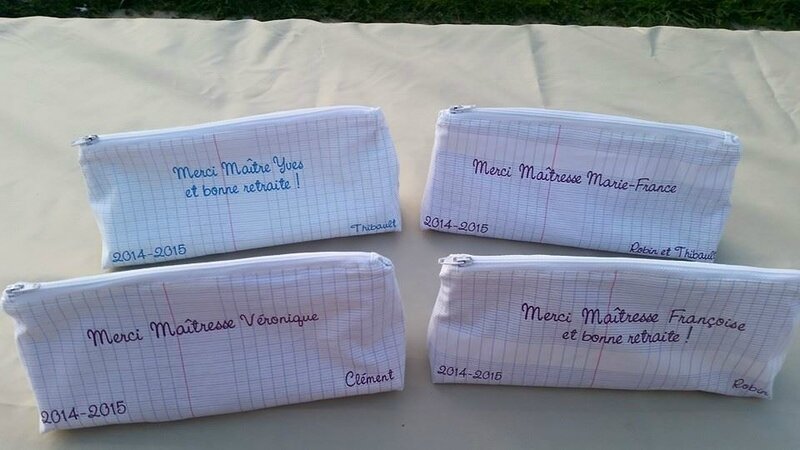 Merci Maître Yves
et bonne retraite !
Thibault
2014-2015
Merci Maîtresse Marie-France
2014-2015
Robin et Thibault
Merci Maîtresse Véronique
Clément
2014-2015
Merci Maîtresse Françoise
et bonne retraite !
2014-2015
Robin